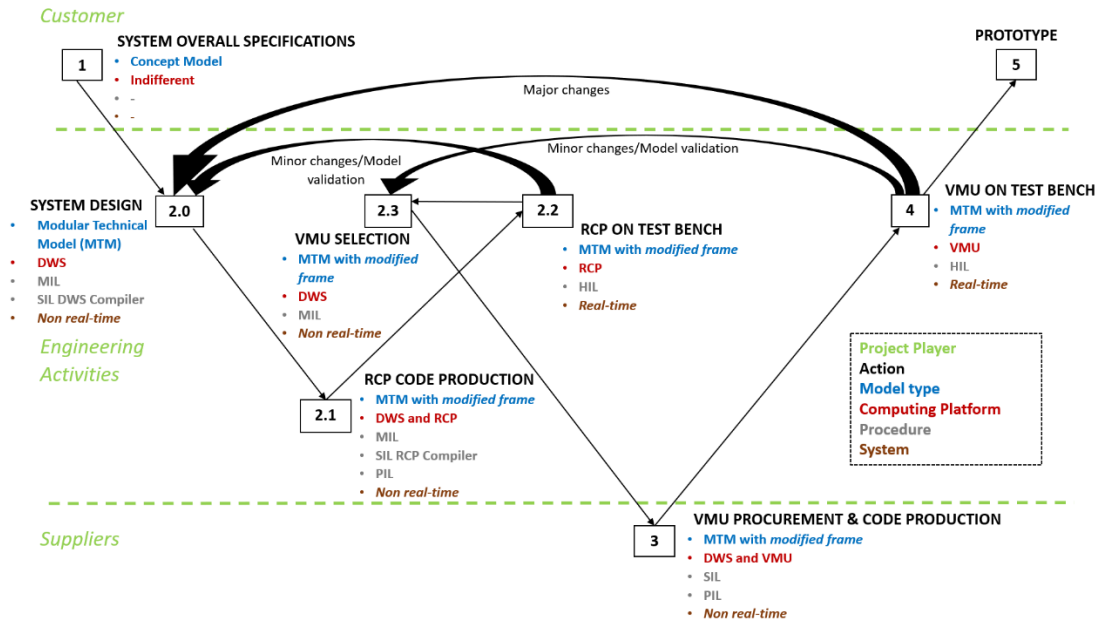 Customer
SYSTEM OVERALL SPECIFICATIONS
1
• Concept Model
• Indifferent
• -
• -
PROTOTYPE
5
Major changes
Minor changes/Model
validation
Minor changes/Model validation
SYSTEM DESIGN
2.0
• Modular Technical
Model (MTM)
• DWS
• MIL
• SIL DWS Compiler
• Non real-time
2.3
VMU SELECTION
• MTM with modified
frame
• DWS
• MIL
• Non real-time
2.2
RCP ON TEST BENCH
• MTM with modified frame
• RCP
• HIL
• Real-time
4
VMU ON TEST BENCH
• MTM with modified
frame
• VMU
• HIL
• Real-time
Engineering
Activities
RCP CODE PRODUCTION
2.1
• MTM with modified frame
• DWS and RCP
• MIL
• SIL RCP Compiler
• PIL
• Non real-time
Project Player
Action
Model type
Computing Platform
Procedure
System
Suppliers
VMU PROCUREMENT & CODE PRODUCTION
3
• MTM with modified frame
• DWS and VMU
• SIL
• PIL
• Non real-time